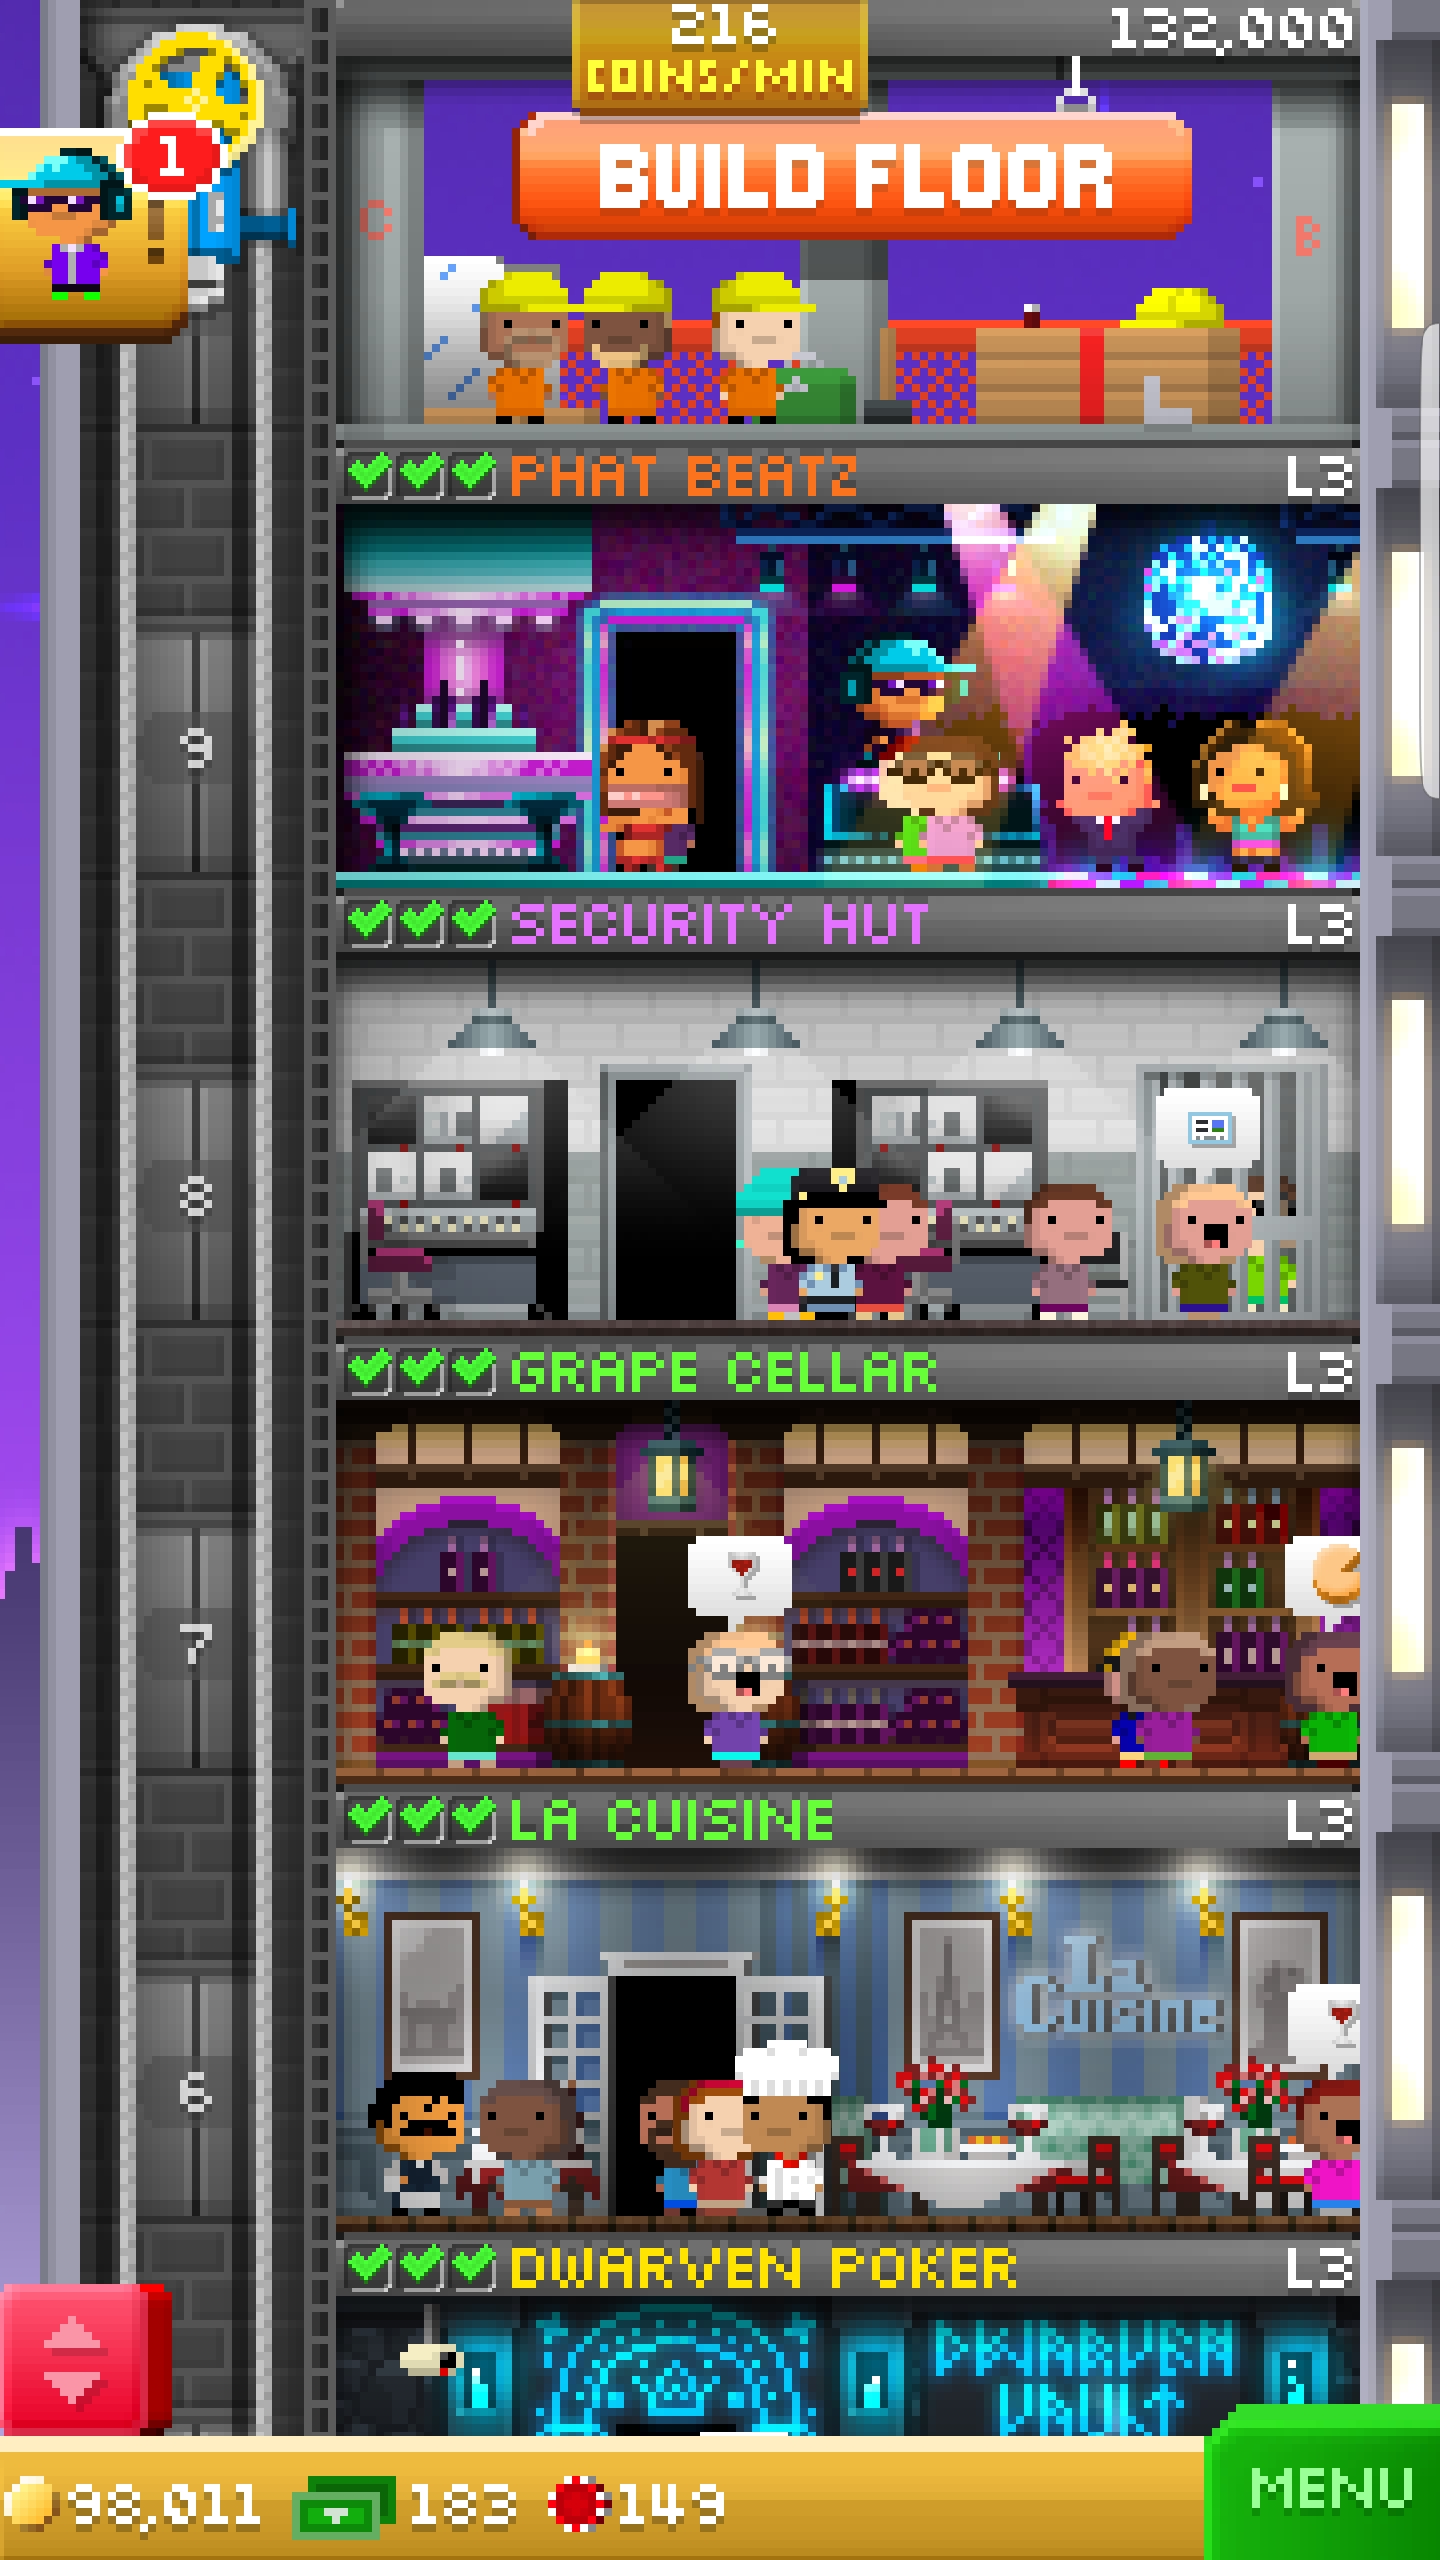 216
COINS/MIN
132,000
1
BUILD FLOOR
C
B
PHAT BEATZ
L3
9
SECURITY HUT
L3
8
GRAPE CELLAR
L3
7
LA CUISINE
L3
La
Cuisine
6
DWARVEN POKER
L3
DWARVEN
VAULT
98,011
183
149
MENU